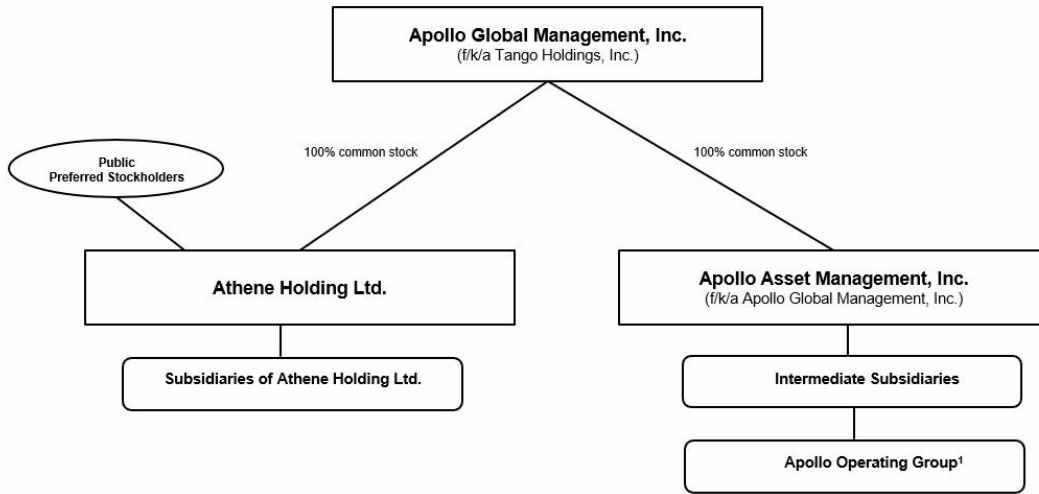 Apollo Global Management, Inc.
(f/k/a Tango Holdings, Inc.)
100% common stock
100% common stock
Public
Preferred Stockholders
Athene Holding Ltd.
Apollo Asset Management, Inc.
(f/k/a Apollo Global Management, Inc.)
Subsidiaries of Athene Holding Ltd.
Intermediate Subsidiaries
Apollo Operating Group¹